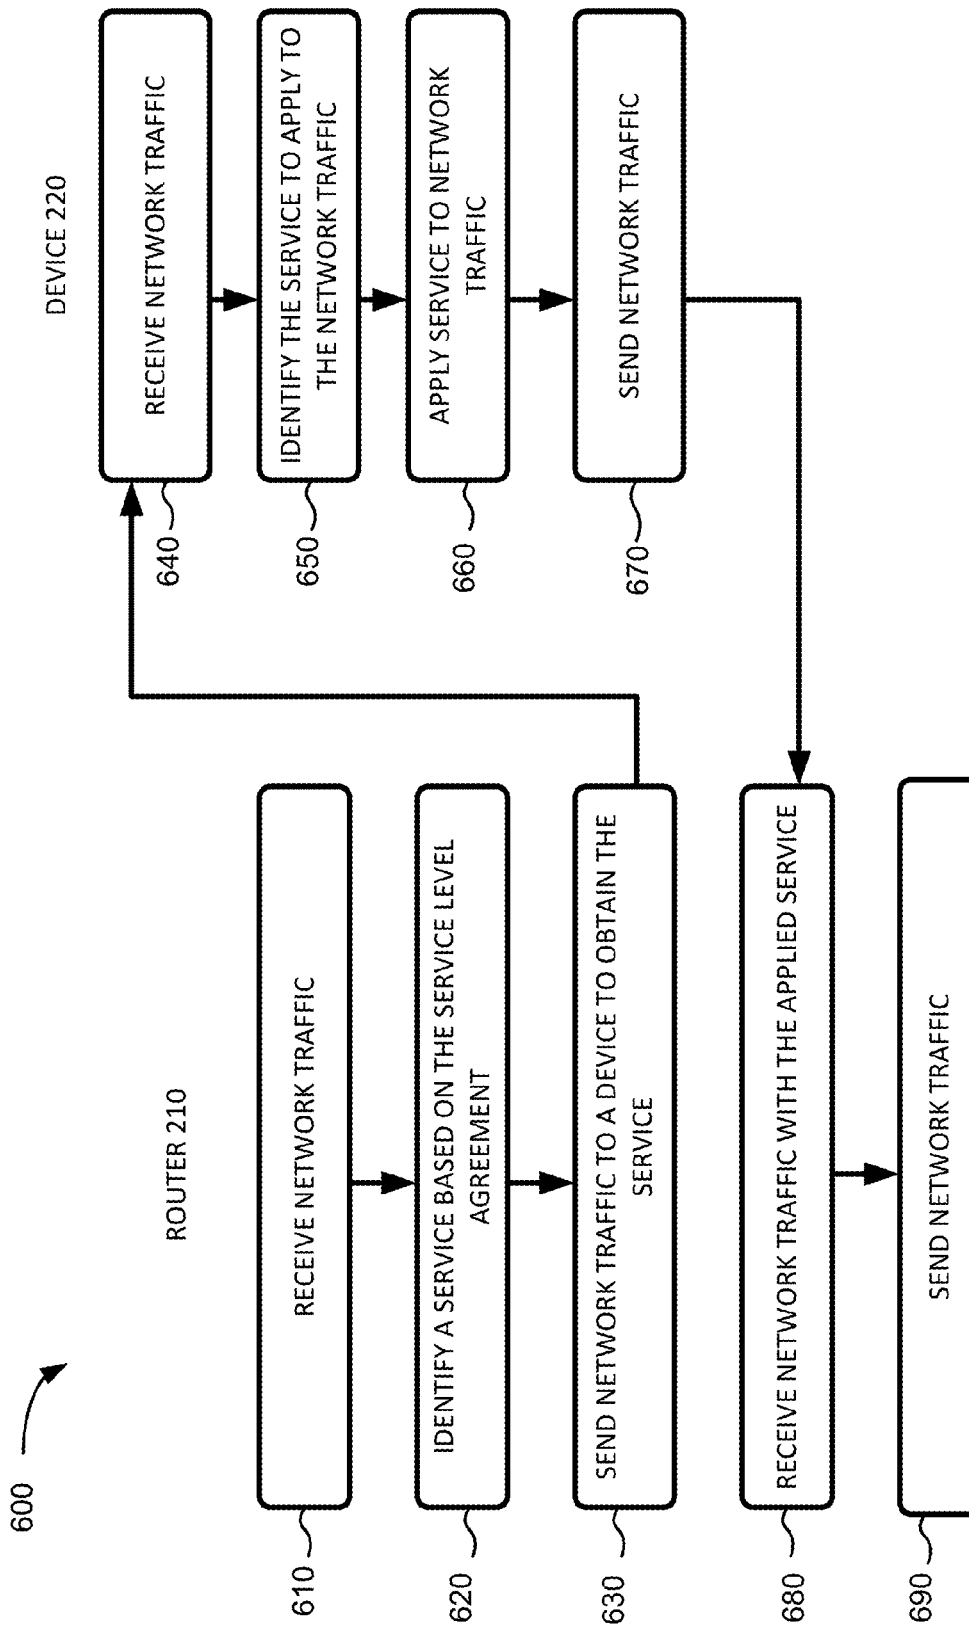 600
ROUTER 210
610
RECEIVE NETWORK TRAFFIC
620
IDENTIFY A SERVICE BASED ON THE SERVICE LEVEL
AGREEMENT
630
SEND NETWORK TRAFFIC TO A DEVICE TO OBTAIN THE
SERVICE
680
RECEIVE NETWORK TRAFFIC WITH THE APPLIED SERVICE
690
SEND NETWORK TRAFFIC
DEVICE 220
640
RECEIVE NETWORK TRAFFIC
650
IDENTIFY THE SERVICE TO APPLY TO
THE NETWORK TRAFFIC
660
APPLY SERVICE TO NETWORK
TRAFFIC
670
SEND NETWORK TRAFFIC